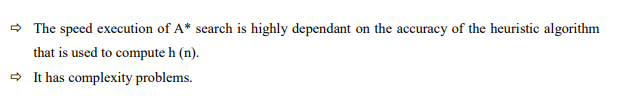 ⇨ The speed execution of A* search is highly dependant on the accuracy of the heuristic algorithm
that is used to compute h (n).
⇨ It has complexity problems.